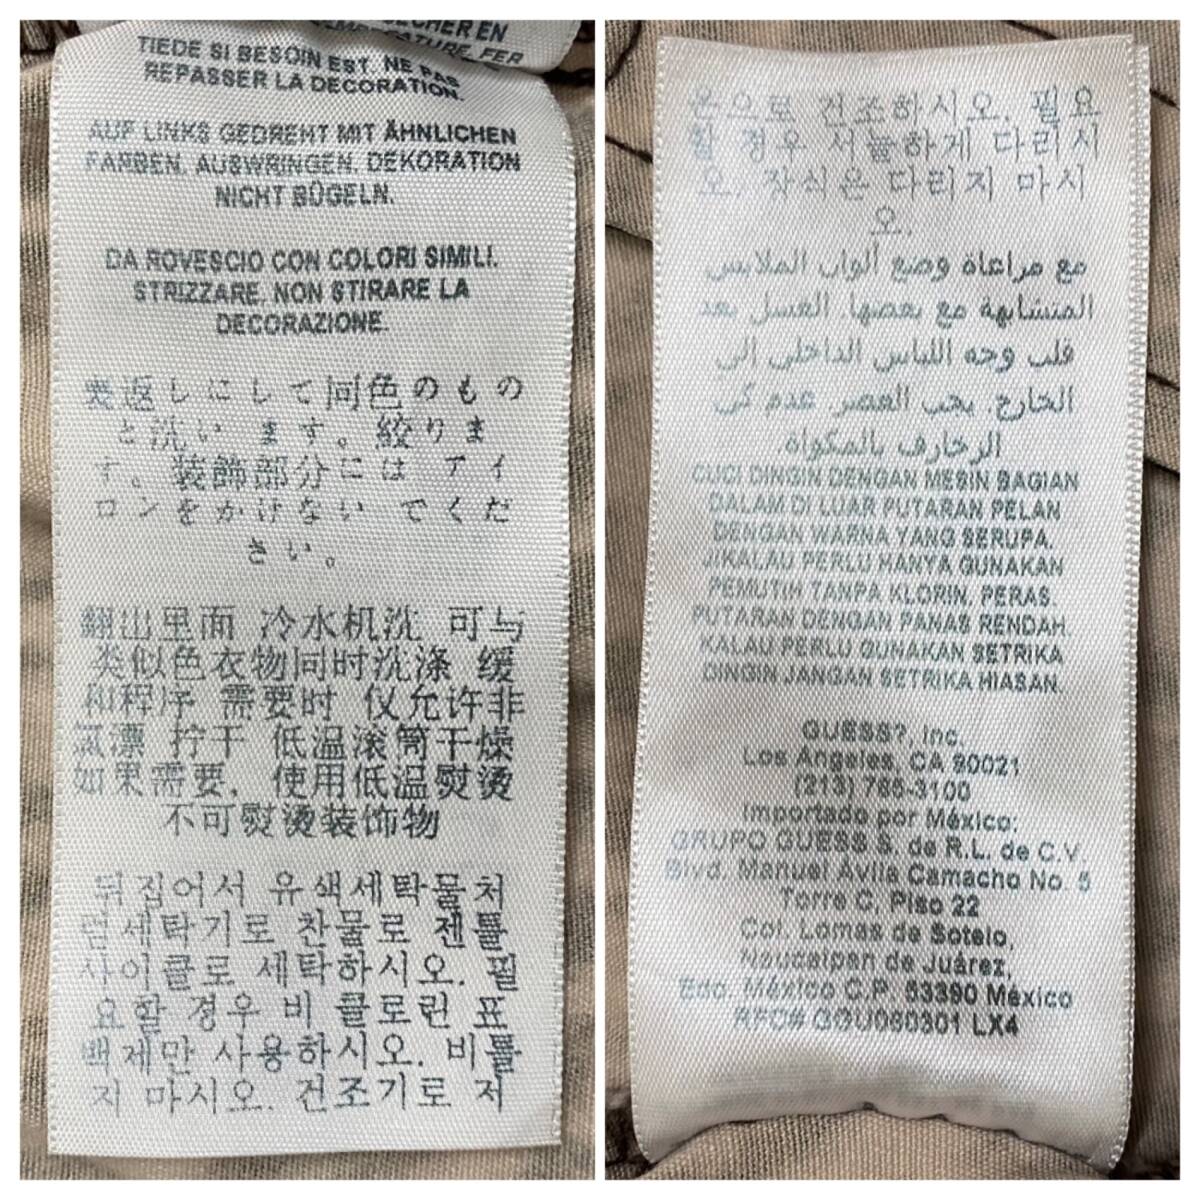 SÉCHER EN
TEMPÉRATURE. FER
TIEDE SI BESOIN EST. NE PAS
REPASSER LA DECORATION.
AUF LINKS GEDREHT MIT ÄHNLICHEN
FARBEN. AUSWRINGEN. DEKORATION
NICHT BÜGELN.
DA ROVESCIO CON COLORI SIMILI.
STRIZZARE. NON STIRARE LA
DECORAZIONE.
裏返しにして同色のもの
と洗い ます。絞りま
す。装飾部分には アイ
ロンをかけない でくだ
さい。
翻出里面 冷水机洗 可与
类似色衣物同时洗涤 缓
和程序 需要时 仅允许非
氯漂 拧干 低温滚筒干燥
如果需要, 使用低温熨烫
不可熨烫装饰物
뒤집어서 유색세탁물처
럼세탁기로 찬물로 젠틀
사이클로 세탁하시오. 필
요할 경우 비 클로린 표
백제만 사용하시오. 비틀
지 마시오. 건조기로 저
온으로 건조하시오. 필요
할 경우 서늘하게 다리시
오. 장식은 다리지 마시
오.
مع مراعاة وضع ألوان الملابس
المتشابهة مع بعضها. الغسل بعد
قلب وجه اللباس الداخلي إلى
الخارج. يجب العصر. عدم كي
الزخارف بالمكواة.
CUCI DINGIN DENGAN MESIN BAGIAN
DALAM DI LUAR PUTARAN PELAN
DENGAN WARNA YANG SERUPA.
JIKALAU PERLU HANYA GUNAKAN
PEMUTIH TANPA KLORIN. PERAS.
PUTARAN DENGAN PANAS RENDAH.
KALAU PERLU GUNAKAN SETRIKA
DINGIN JANGAN SETRIKA HIASAN.
GUESS?, Inc.
Los Angeles, CA 90021
(213) 765-3100
Importado por México:
GRUPO GUESS S. de R.L. de C.V.
Blvd. Manuel Avila Camacho No. 5
Torre C, Piso 22
Col. Lomas de Sotelo,
Naucalpan de Juárez,
Edo. México C.P. 53390 México
RFC# GGU060301 LX4